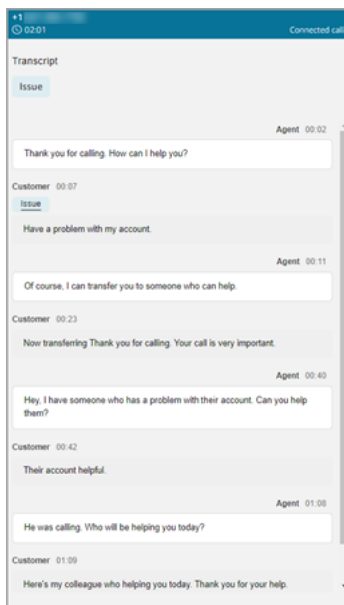 +1
02:01 Connected call
Transcript
Issue
Agent 00:02
Thank you for calling. How can I help you?
Customer 00:07
Issue
Have a problem with my account.
Agent 00:11
Of course, I can transfer you to someone who can help.
Customer 00:23
Now transferring Thank you for calling. Your call is very important.
Agent 00:40
Hey, I have someone who has a problem with their account. Can you help
them?
Customer 00:42
Their account helpful.
Agent 01:08
He was calling. Who will be helping you today?
Customer 01:09
Here's my colleague who helping you today. Thank you for your help.